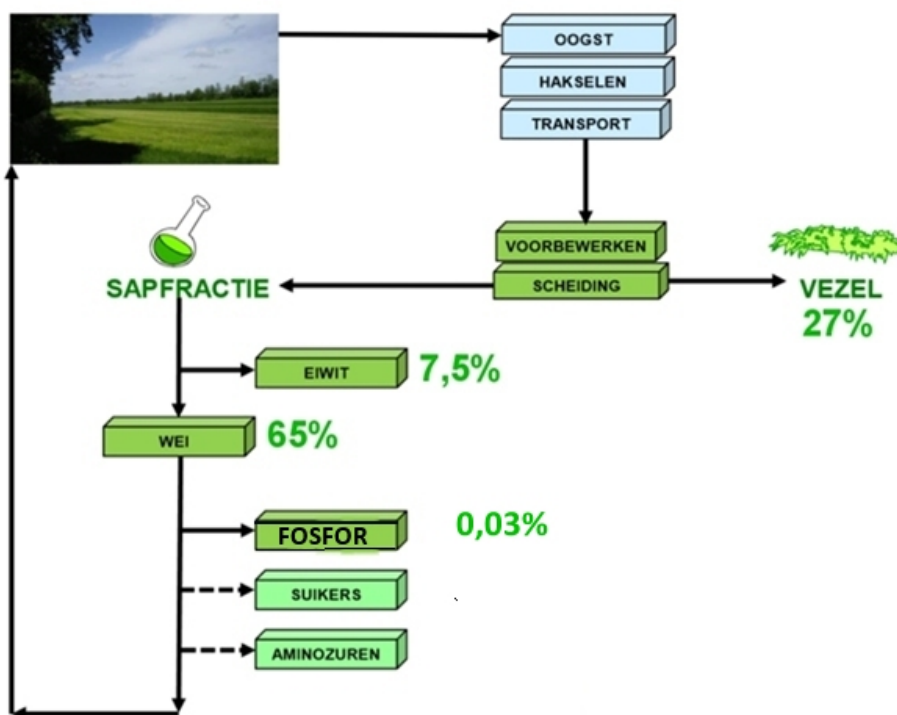 OOGST
HAKSELEN
TRANSPORT
VOORBEWERKEN
SCHEIDING
SAPFRACTIE
VEZEL
27%
EIWIT 7,5%
WEI 65%
FOSFOR 0,03%
SUIKERS
AMINOZUREN